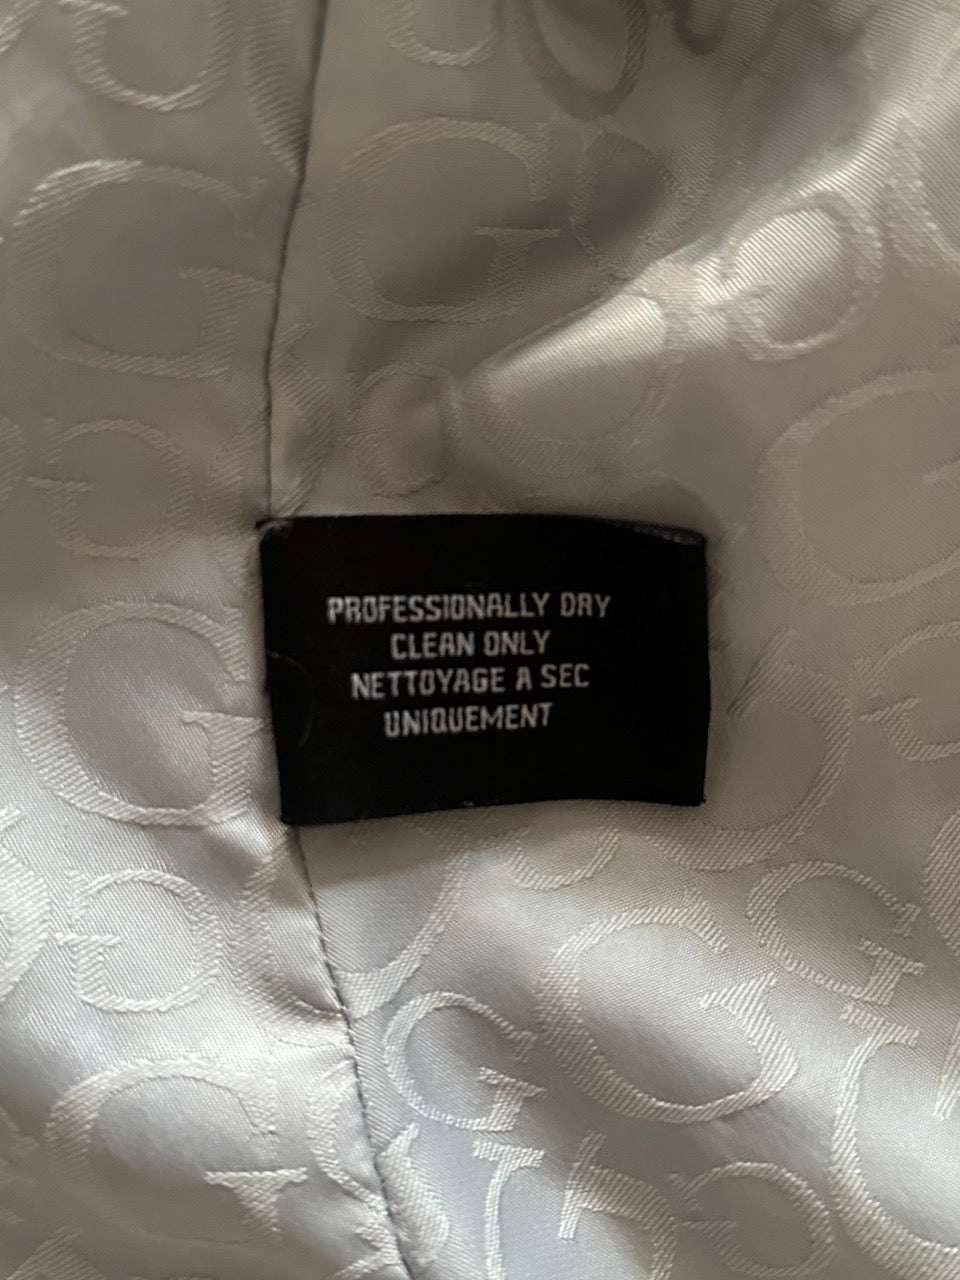 PROFESSIONALLY DRY
CLEAN ONLY
NETTOYAGE A SEC
UNIQUEMENT